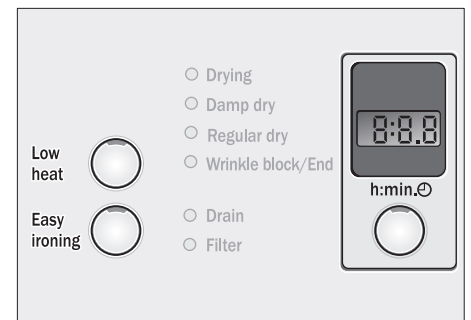 Drying
Damp dry
Regular dry
Wrinkle block/End
Low
heat
Easy
ironing
Drain
Filter
8:8.8
h:min.